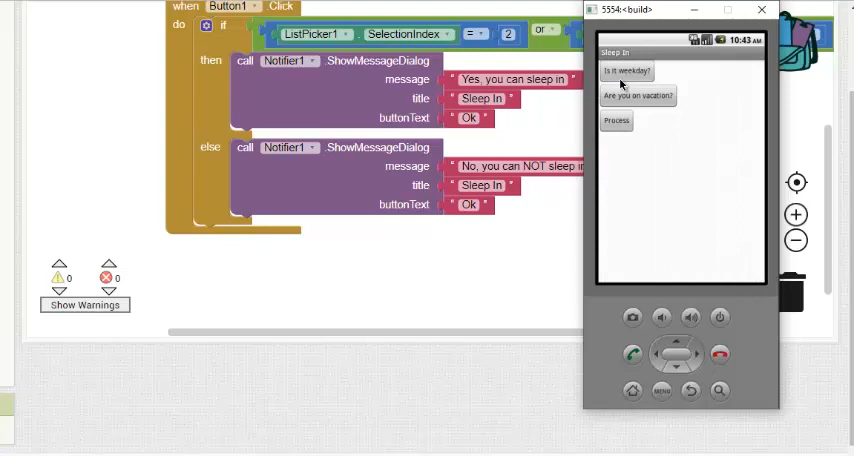 when Button1 .Click
do if ListPicker1 . SelectionIndex = 2 or
then call Notifier1 .ShowMessageDialog
message " Yes, you can sleep in "
title " Sleep In "
buttonText " Ok "
else call Notifier1 .ShowMessageDialog
message " No, you can NOT sleep in
title " Sleep In "
buttonText " Ok "
0 0
Show Warnings
5554:<build>
10:43 AM
Sleep In
Is it weekday?
Are you on vacation?
Process
MENU